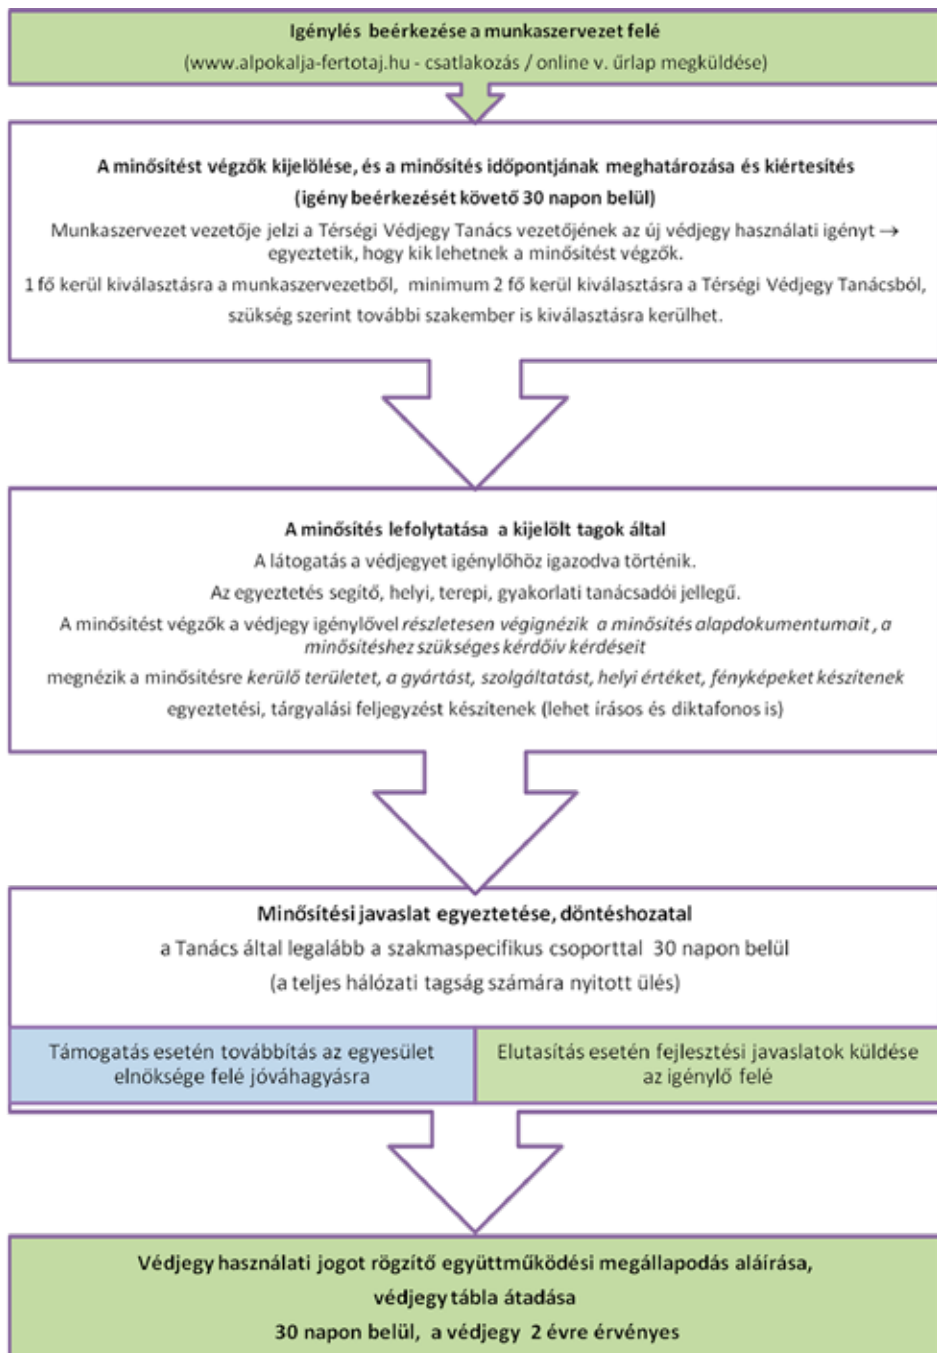 Igénylés beérkezése a munkaszervezet felé
(www.alpokalja-fertotaj.hu - csatlakozás / online v. űrlap megküldése)
A minősítést végzők kijelölése, és a minősítés időpontjának meghatározása és kiértesítés
(igény beérkezését követő 30 napon belül)
Munkaszervezet vezetője jelzi a Térségi Védjegy Tanács vezetőjének az új védjegy használati igényt →
egyeztetik, hogy kik lehetnek a minősítést végzők.
1 fő kerül kiválasztásra a munkaszervezetből, minimum 2 fő kerül kiválasztásra a Térségi Védjegy Tanácsból,
szükség szerint további szakember is kiválasztásra kerülhet.
A minősítés lefolytatása a kijelölt tagok által
A látogatás a védjegyet igénylőhöz igazodva történik.
Az egyeztetés segítő, helyi, terepi, gyakorlati tanácsadói jellegű.
A minősítést végzők a védjegy igénylővel részletesen végignézik a minősítés alapdokumentumait, a
minősítéshez szükséges kérdőív kérdéseit
megnézik a minősítésre kerülő területet, a gyártást, szolgáltatást, helyi értéket, fényképeket készítenek
egyeztetési, tárgyalási feljegyzést készítenek (lehet írásos és diktafonos is)
Minősítési javaslat egyeztetése, döntéshozatal
a Tanács által legalább a szakmaspecifikus csoporttal 30 napon belül
(a teljes hálózati tagság számára nyitott ülés)
Támogatás esetén továbbítás az egyesület
elnöksége felé jóváhagyásra
Elutasítás esetén fejlesztési javaslatok küldése
az igénylő felé
Védjegy használati jogot rögzítő együttműködési megállapodás aláírása,
védjegy tábla átadása
30 napon belül, a védjegy 2 évre érvényes